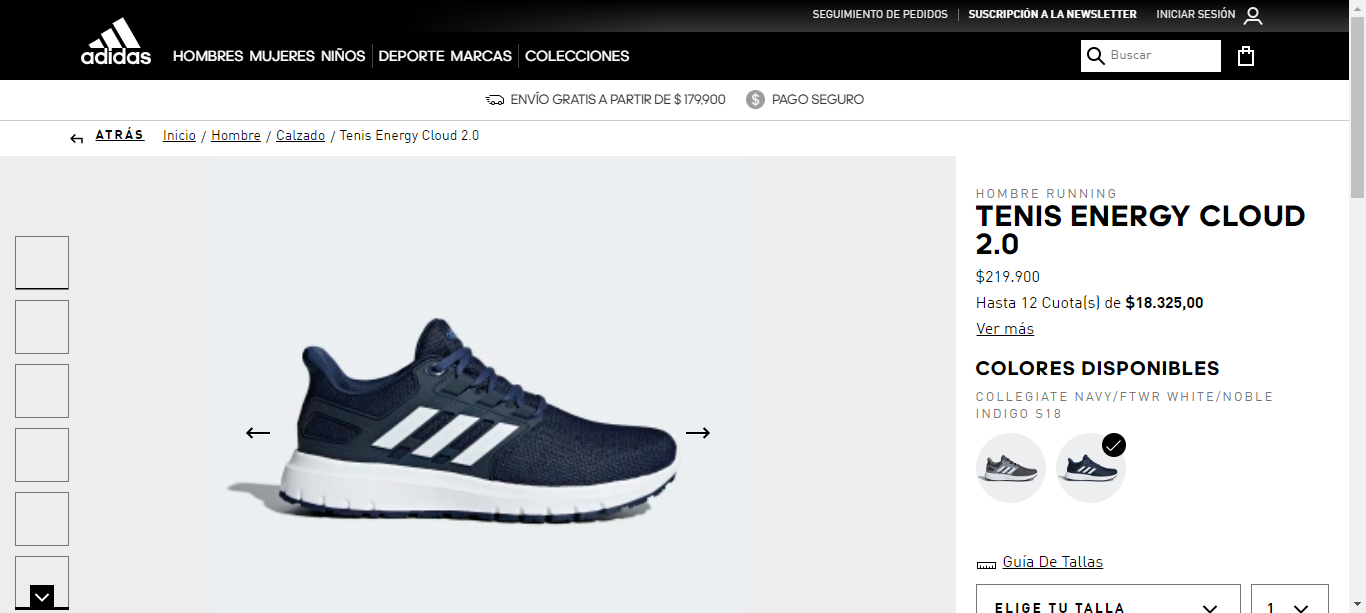 SEGUIMIENTO DE PEDIDOS | SUSCRIPCIÓN A LA NEWSLETTER INICIAR SESIÓN
adidas
HOMBRES MUJERES NIÑOS DEPORTE MARCAS COLECCIONES
Buscar
ENVÍO GRATIS A PARTIR DE $ 179,900 $ PAGO SEGURO
ATRÁS Inicio / Hombre / Calzado / Tenis Energy Cloud 2.0
HOMBRE RUNNING
TENIS ENERGY CLOUD
2.0
$219.900
Hasta 12 Cuota(s) de $18.325,00
Ver más
COLORES DISPONIBLES
COLLEGIATE NAVY/FTWR WHITE/NOBLE
INDIGO S18
Guía De Tallas
ELIGE TU TALLA 1